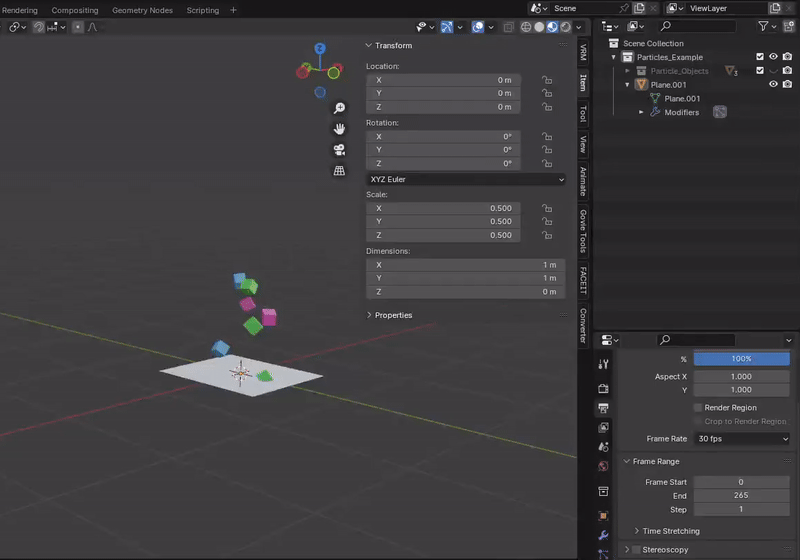 Rendering Compositing Geometry Nodes Scripting +
Scene ViewLayer
Transform
Location:
X 0 m
Y 0 m
Z 0 m
Rotation:
X 0°
Y 0°
Z 0°
XYZ Euler
Scale:
X 0.500
Y 0.500
Z 0.500
Dimensions:
X 1 m
Y 1 m
Z 0 m
Properties
Z
VRM
Item
Tool
View
Animate
Govie Tools
FACEIT
Converter
Scene Collection
Particles_Example
Particle_Objects 3
Plane.001
Plane.001
Modifiers
% 100%
Aspect X 1.000
Y 1.000
Render Region
Crop to Render Region
Frame Rate 30 fps
Frame Range
Frame Start 0
End 265
Step 1
Time Stretching
Stereoscopy